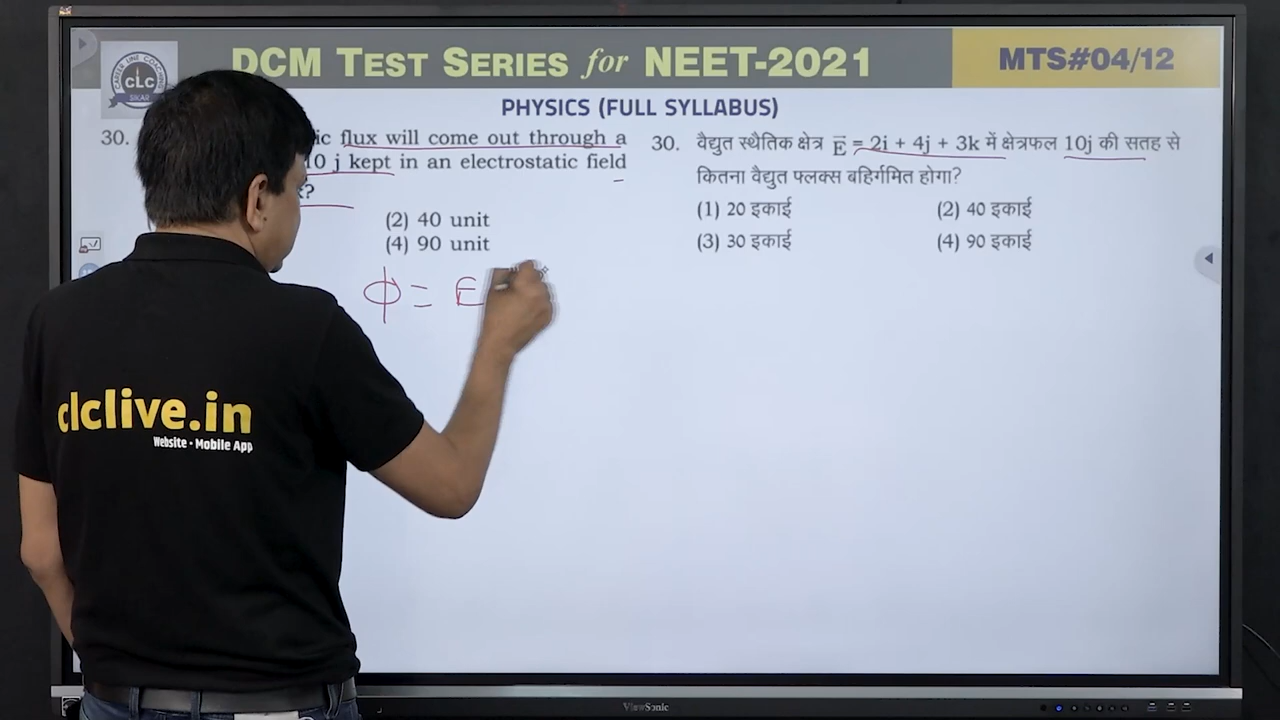 DCM TEST SERIES for NEET-2021
MTS#04/12
CAREER LINE COACHING
CLC
SIKAR
PHYSICS (FULL SYLLABUS)
30.
ic flux will come out through a
10 j kept in an electrostatic field
?
(2) 40 unit
(4) 90 unit
30. वैद्युत स्थैतिक क्षेत्र E = 2i + 4j + 3k में क्षेत्रफल 10j की सतह से
कितना वैद्युत फ्लक्स बहिर्गमित होगा?
(1) 20 इकाई
(2) 40 इकाई
(3) 30 इकाई
(4) 90 इकाई
ϕ = E
clclive.in
Website • Mobile App
ViewSonic